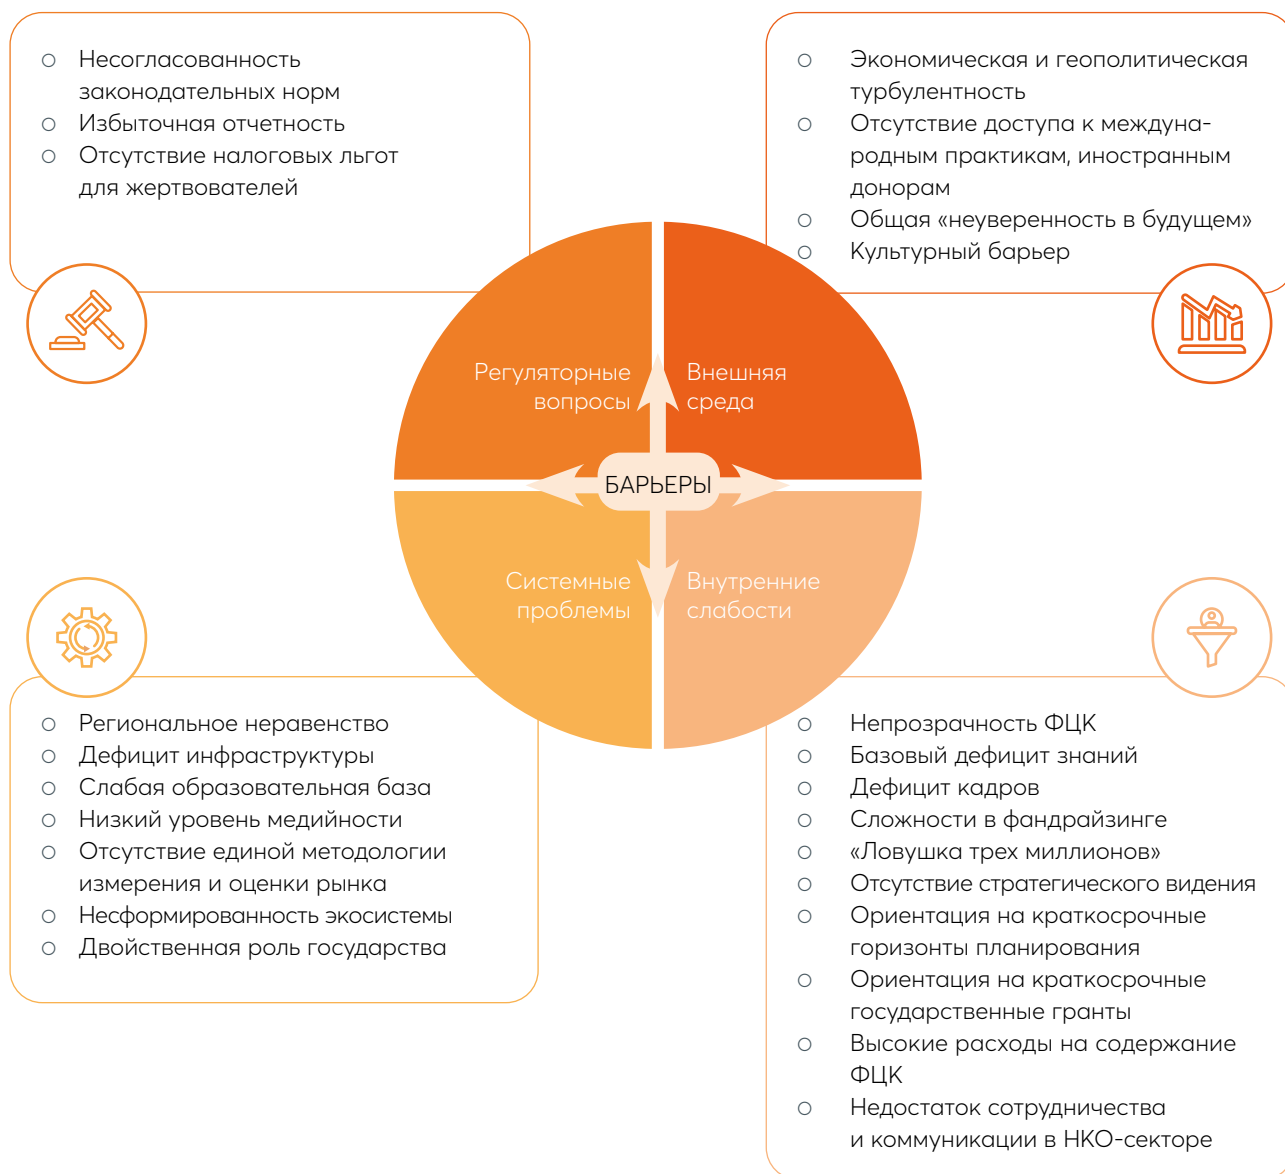 Несогласованность
законодательных норм
Избыточная отчетность
Отсутствие налоговых льгот
для жертвователей
Экономическая и геополитическая
турбулентность
Отсутствие доступа к междуна-
родным практикам, иностранным
донорам
Общая «неуверенность в будущем»
Культурный барьер
Регуляторные
вопросы
Внешняя
среда
БАРЬЕРЫ
Системные
проблемы
Внутренние
слабости
Региональное неравенство
Дефицит инфраструктуры
Слабая образовательная база
Низкий уровень медийности
Отсутствие единой методологии
измерения и оценки рынка
Несформированность экосистемы
Двойственная роль государства
Непрозрачность ФЦК
Базовый дефицит знаний
Дефицит кадров
Сложности в фандрайзинге
«Ловушка трех миллионов»
Отсутствие стратегического видения
Ориентация на краткосрочные
горизонты планирования
Ориентация на краткосрочные
государственные гранты
Высокие расходы на содержание
ФЦК
Недостаток сотрудничества
и коммуникации в НКО-секторе